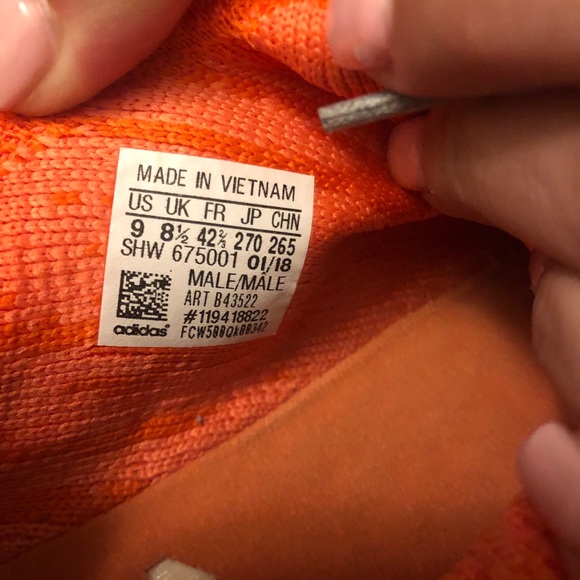 MADE IN VIETNAM
US UK FR JP CHN
9 8½ 42⅔ 270 265
SHW 675001 01/18
MALE/MÂLE
ART B43522
#119418822
adidas® FCW5BBQkBB342